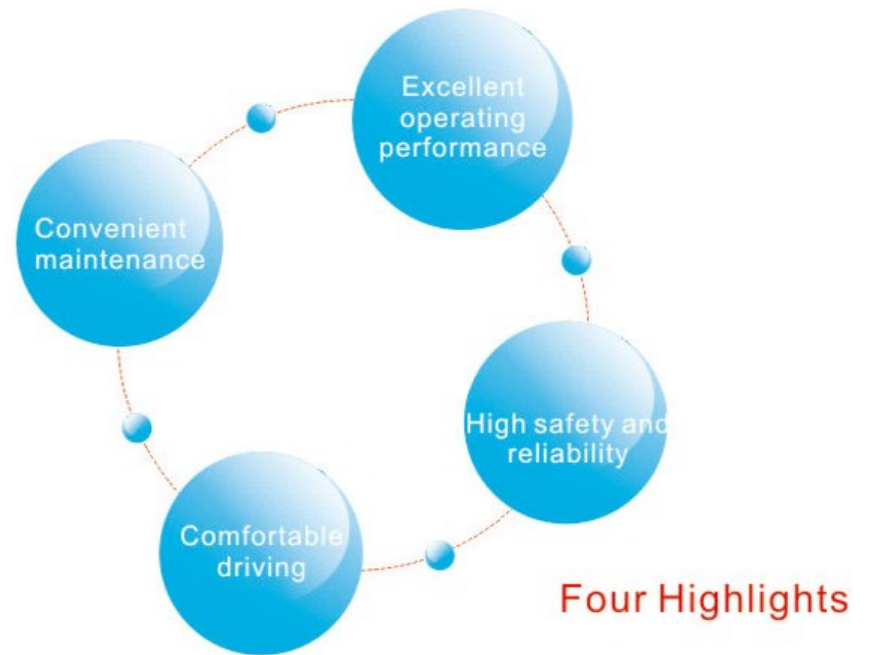 Excellent
operating
performance
Convenient
maintenance
High safety and
reliability
Comfortable
driving
Four Highlights